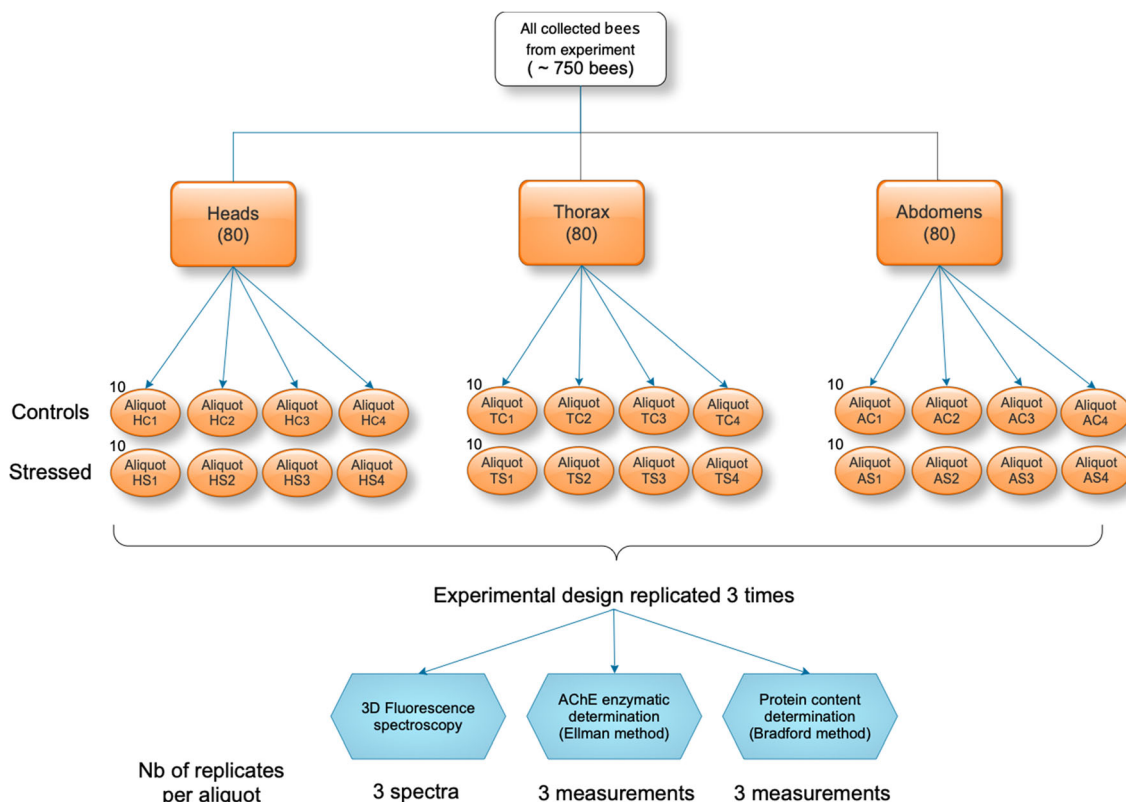 All collected bees
from experiment
( ~ 750 bees)
Heads
(80)
Thorax
(80)
Abdomens
(80)
Controls
10
Aliquot
HC1
Aliquot
HC2
Aliquot
HC3
Aliquot
HC4
10
Aliquot
TC1
Aliquot
TC2
Aliquot
TC3
Aliquot
TC4
10
Aliquot
AC1
Aliquot
AC2
Aliquot
AC3
Aliquot
AC4
Stressed
10
Aliquot
HS1
Aliquot
HS2
Aliquot
HS3
Aliquot
HS4
10
Aliquot
TS1
Aliquot
TS2
Aliquot
TS3
Aliquot
TS4
10
Aliquot
AS1
Aliquot
AS2
Aliquot
AS3
Aliquot
AS4
Experimental design replicated 3 times
3D Fluorescence
spectroscopy
AChE enzymatic
determination
(Ellman method)
Protein content
determination
(Bradford method)
Nb of replicates
per aliquot
3 spectra
3 measurements
3 measurements